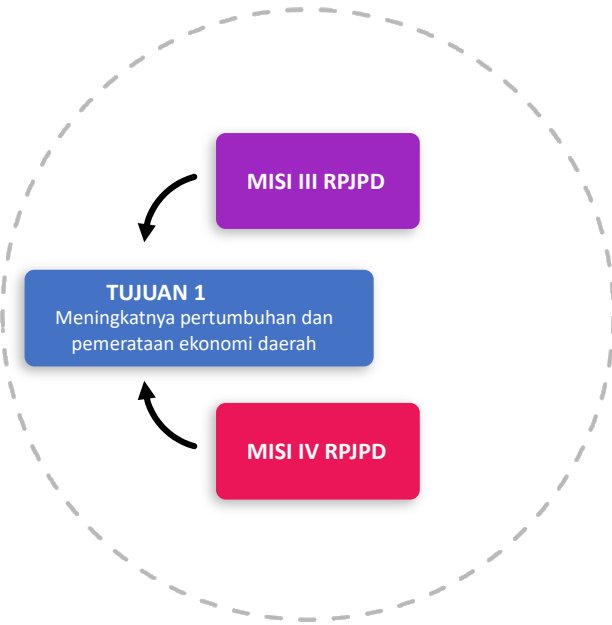 MISI III RPJPD
TUJUAN 1
Meningkatnya pertumbuhan dan
pemerataan ekonomi daerah
MISI IV RPJPD